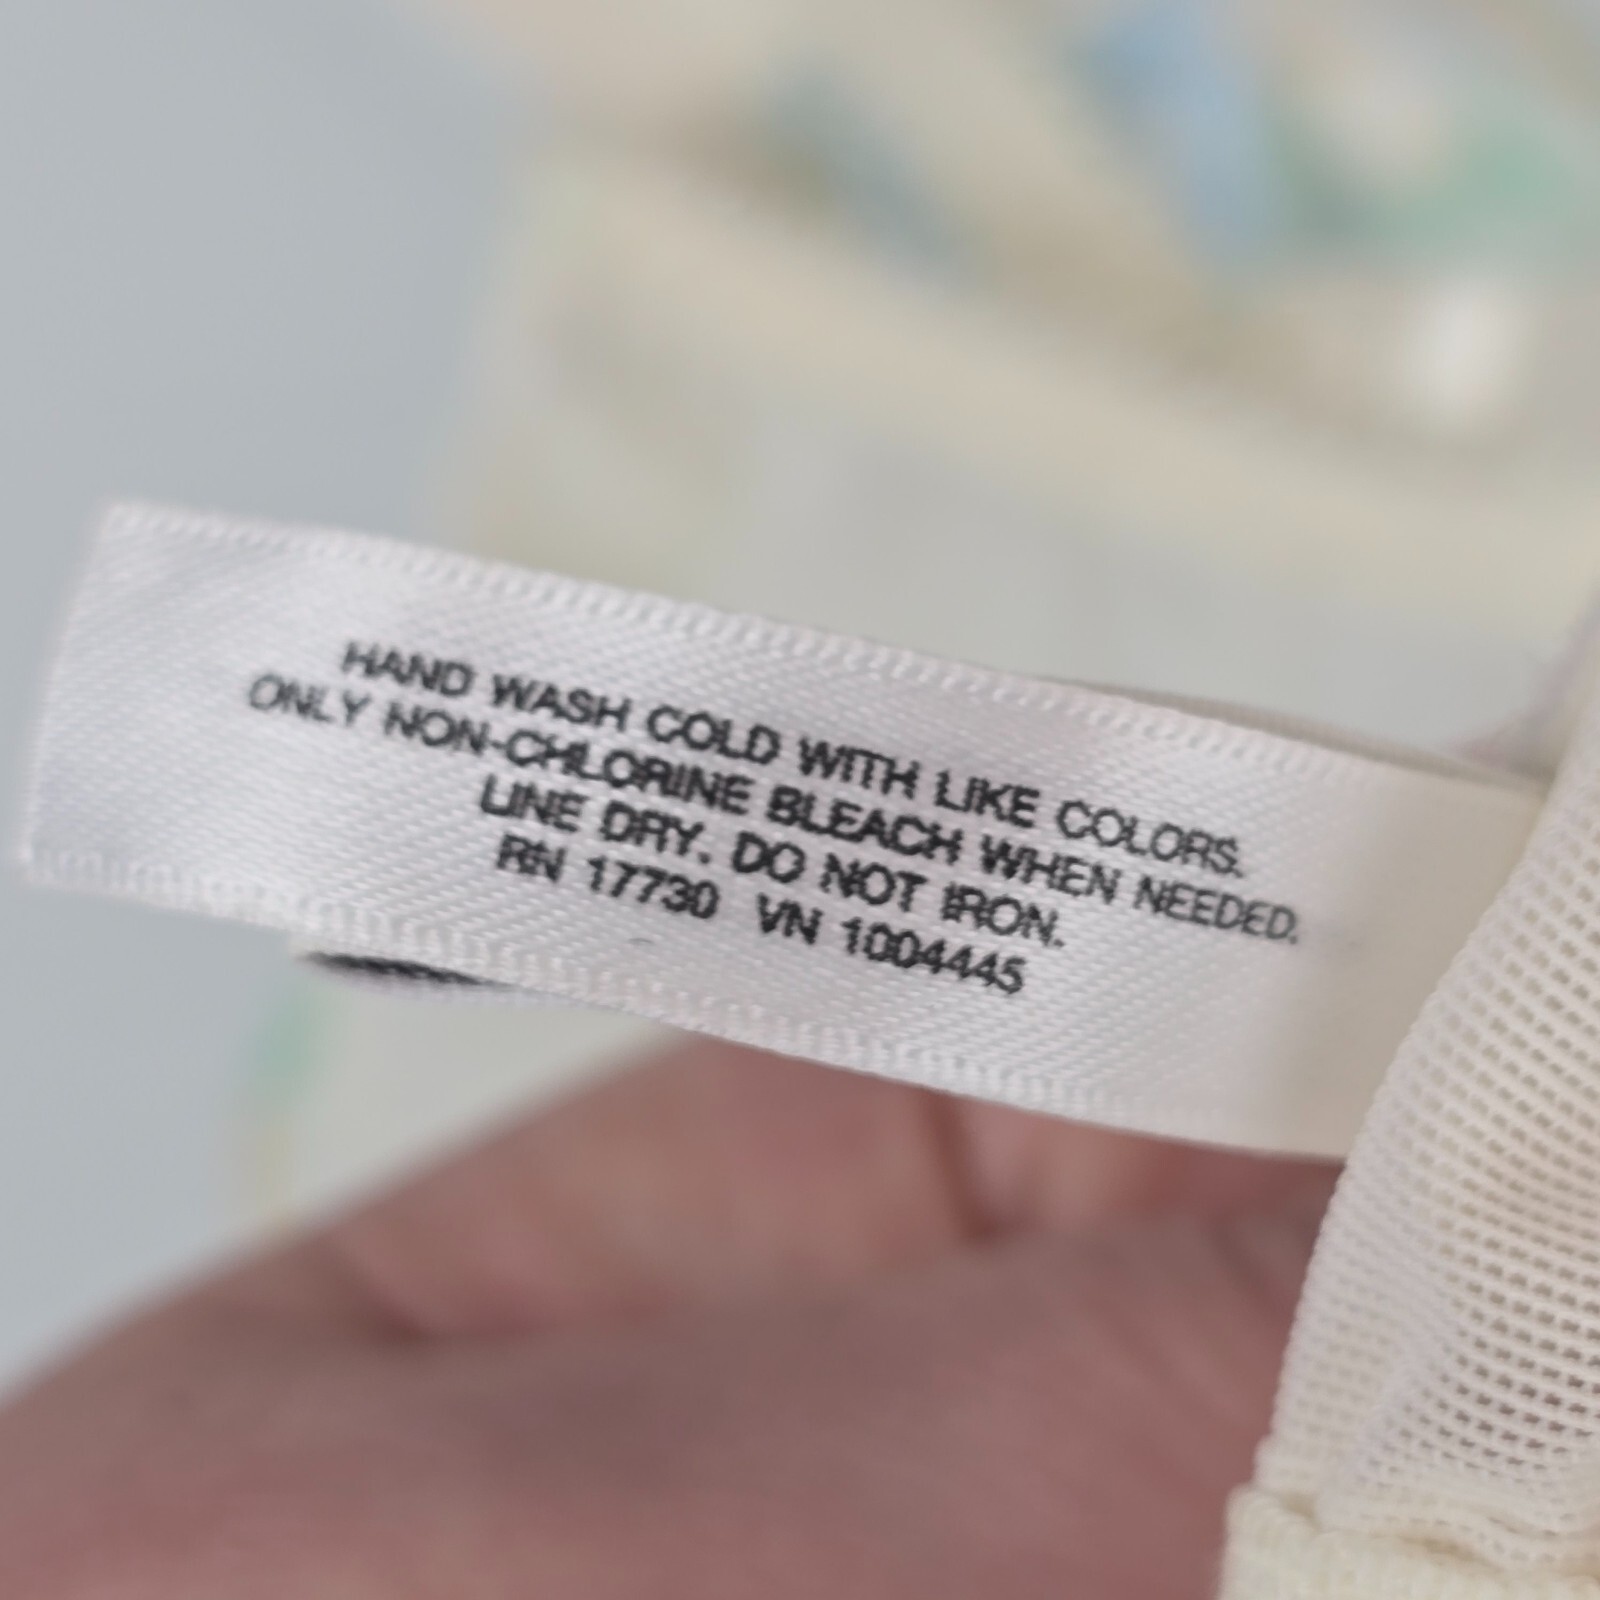 HAND WASH COLD WITH LIKE COLORS.
ONLY NON-CHLORINE BLEACH WHEN NEEDED.
LINE DRY. DO NOT IRON.
RN 17730 VN 1004445